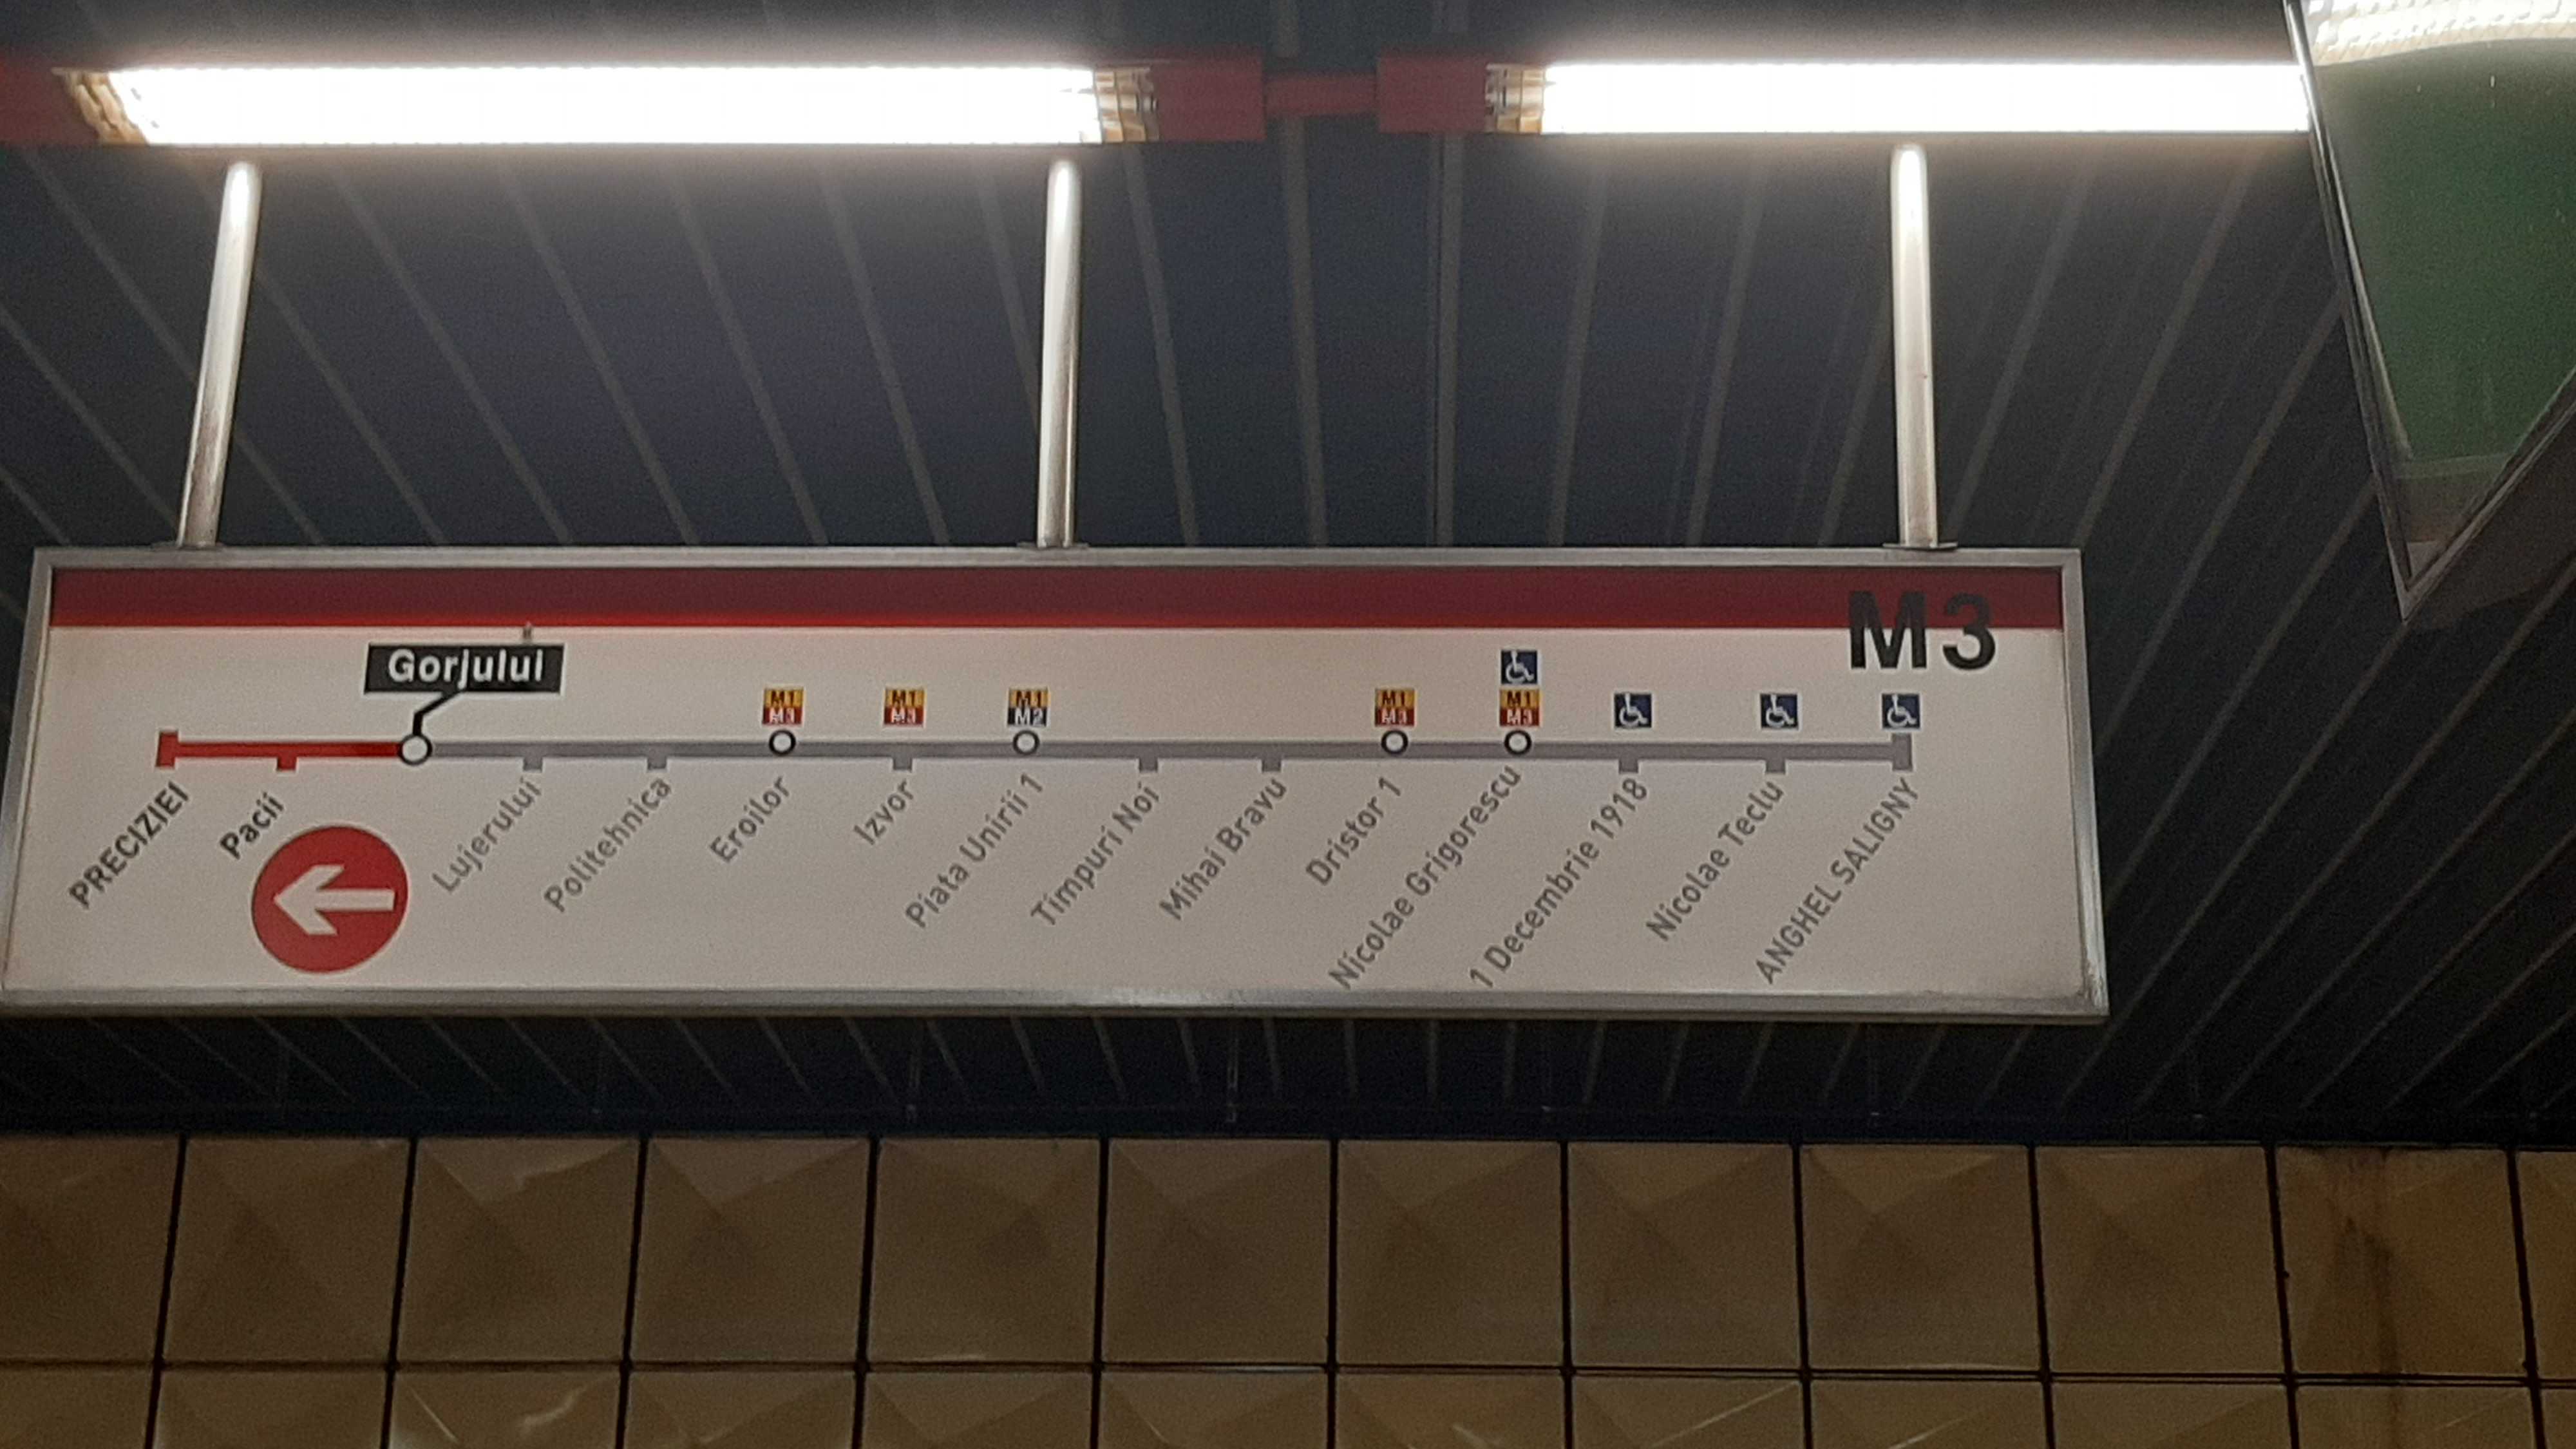 M3
Gorjului
M1
M3
M1
M3
M1
M2
M1
M3
M1
M3
PRECIZIEI
Pacii
Lujerului
Politehnica
Eroilor
Izvor
Piata Unirii 1
Timpuri Noi
Mihai Bravu
Dristor 1
Nicolae Grigorescu
1 Decembrie 1918
Nicolae Teclu
ANGHEL SALIGNY